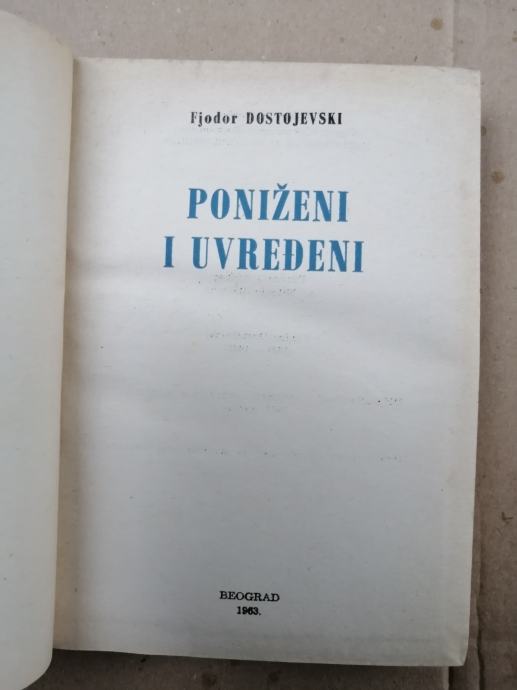 Fjodor DOSTOJEVSKI
PONIŽENI
I UVREĐENI
BEOGRAD
1963.